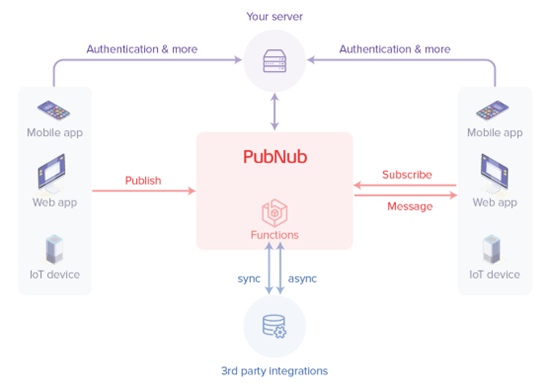 Your server
Authentication & more
Authentication & more
Mobile app
Web app
IoT device
Publish
PubNub
Functions
Subscribe
Message
Mobile app
Web app
IoT device
sync
async
3rd party integrations